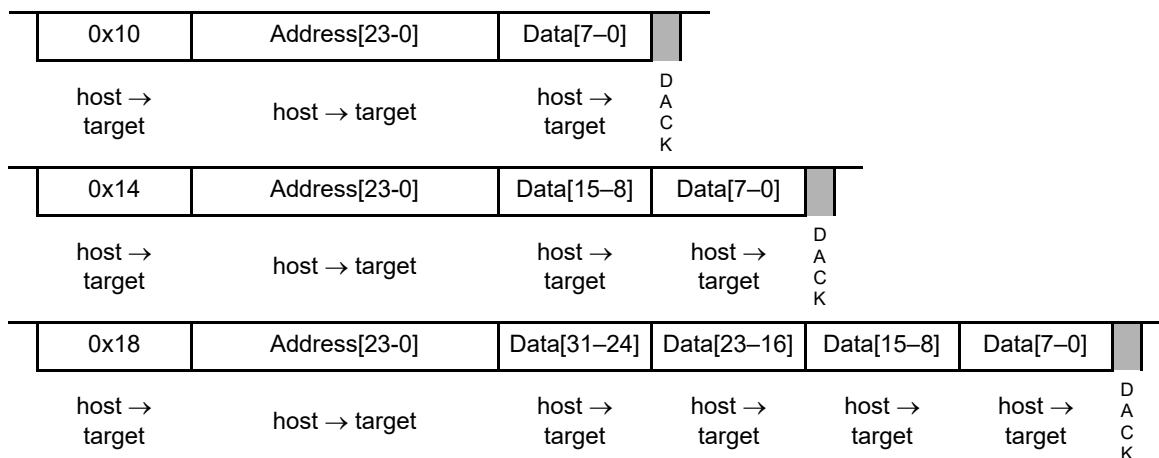 0x10 Address[23-0] Data[7–0]
host → host → target host →
target target
D
A
C
K
0x14 Address[23-0] Data[15–8] Data[7–0]
host → host → target host → host →
target target target
D
A
C
K
0x18 Address[23-0] Data[31–24] Data[23–16] Data[15–8] Data[7–0]
host → host → target host → host → host → host →
target target target target target
D
A
C
K